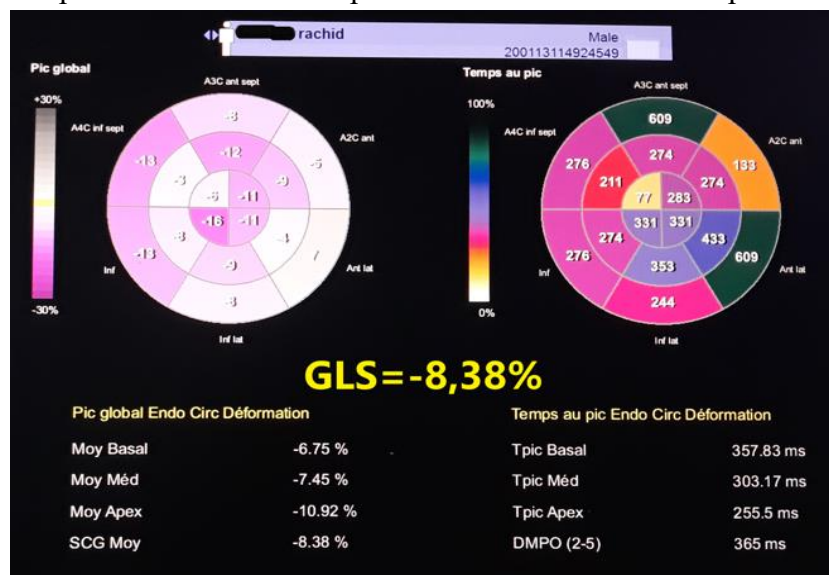 rachid
Male
200113114924549
Pic global
Temps au pic
A3C ant sept
A3C ant sept
+30%
100%
-8
609
A4C inf sept
A2C ant
A4C inf sept
A2C ant
-13
-12
-5
276
274
133
-3
-9
211
274
-6
-11
77
283
-16
-11
331
331
-8
-4
274
433
-13
7
276
609
-9
353
Inf
Ant lat
Inf
Ant lat
-8
244
-30%
0%
Inf lat
Inf lat
GLS=-8,38%
Pic global Endo Circ Déformation
Temps au pic Endo Circ Déformation
Moy Basal -6.75 %
Tpic Basal 357.83 ms
Moy Méd -7.45 %
Tpic Méd 303.17 ms
Moy Apex -10.92 %
Tpic Apex 255.5 ms
SCG Moy -8.38 %
DMPO (2-5) 365 ms